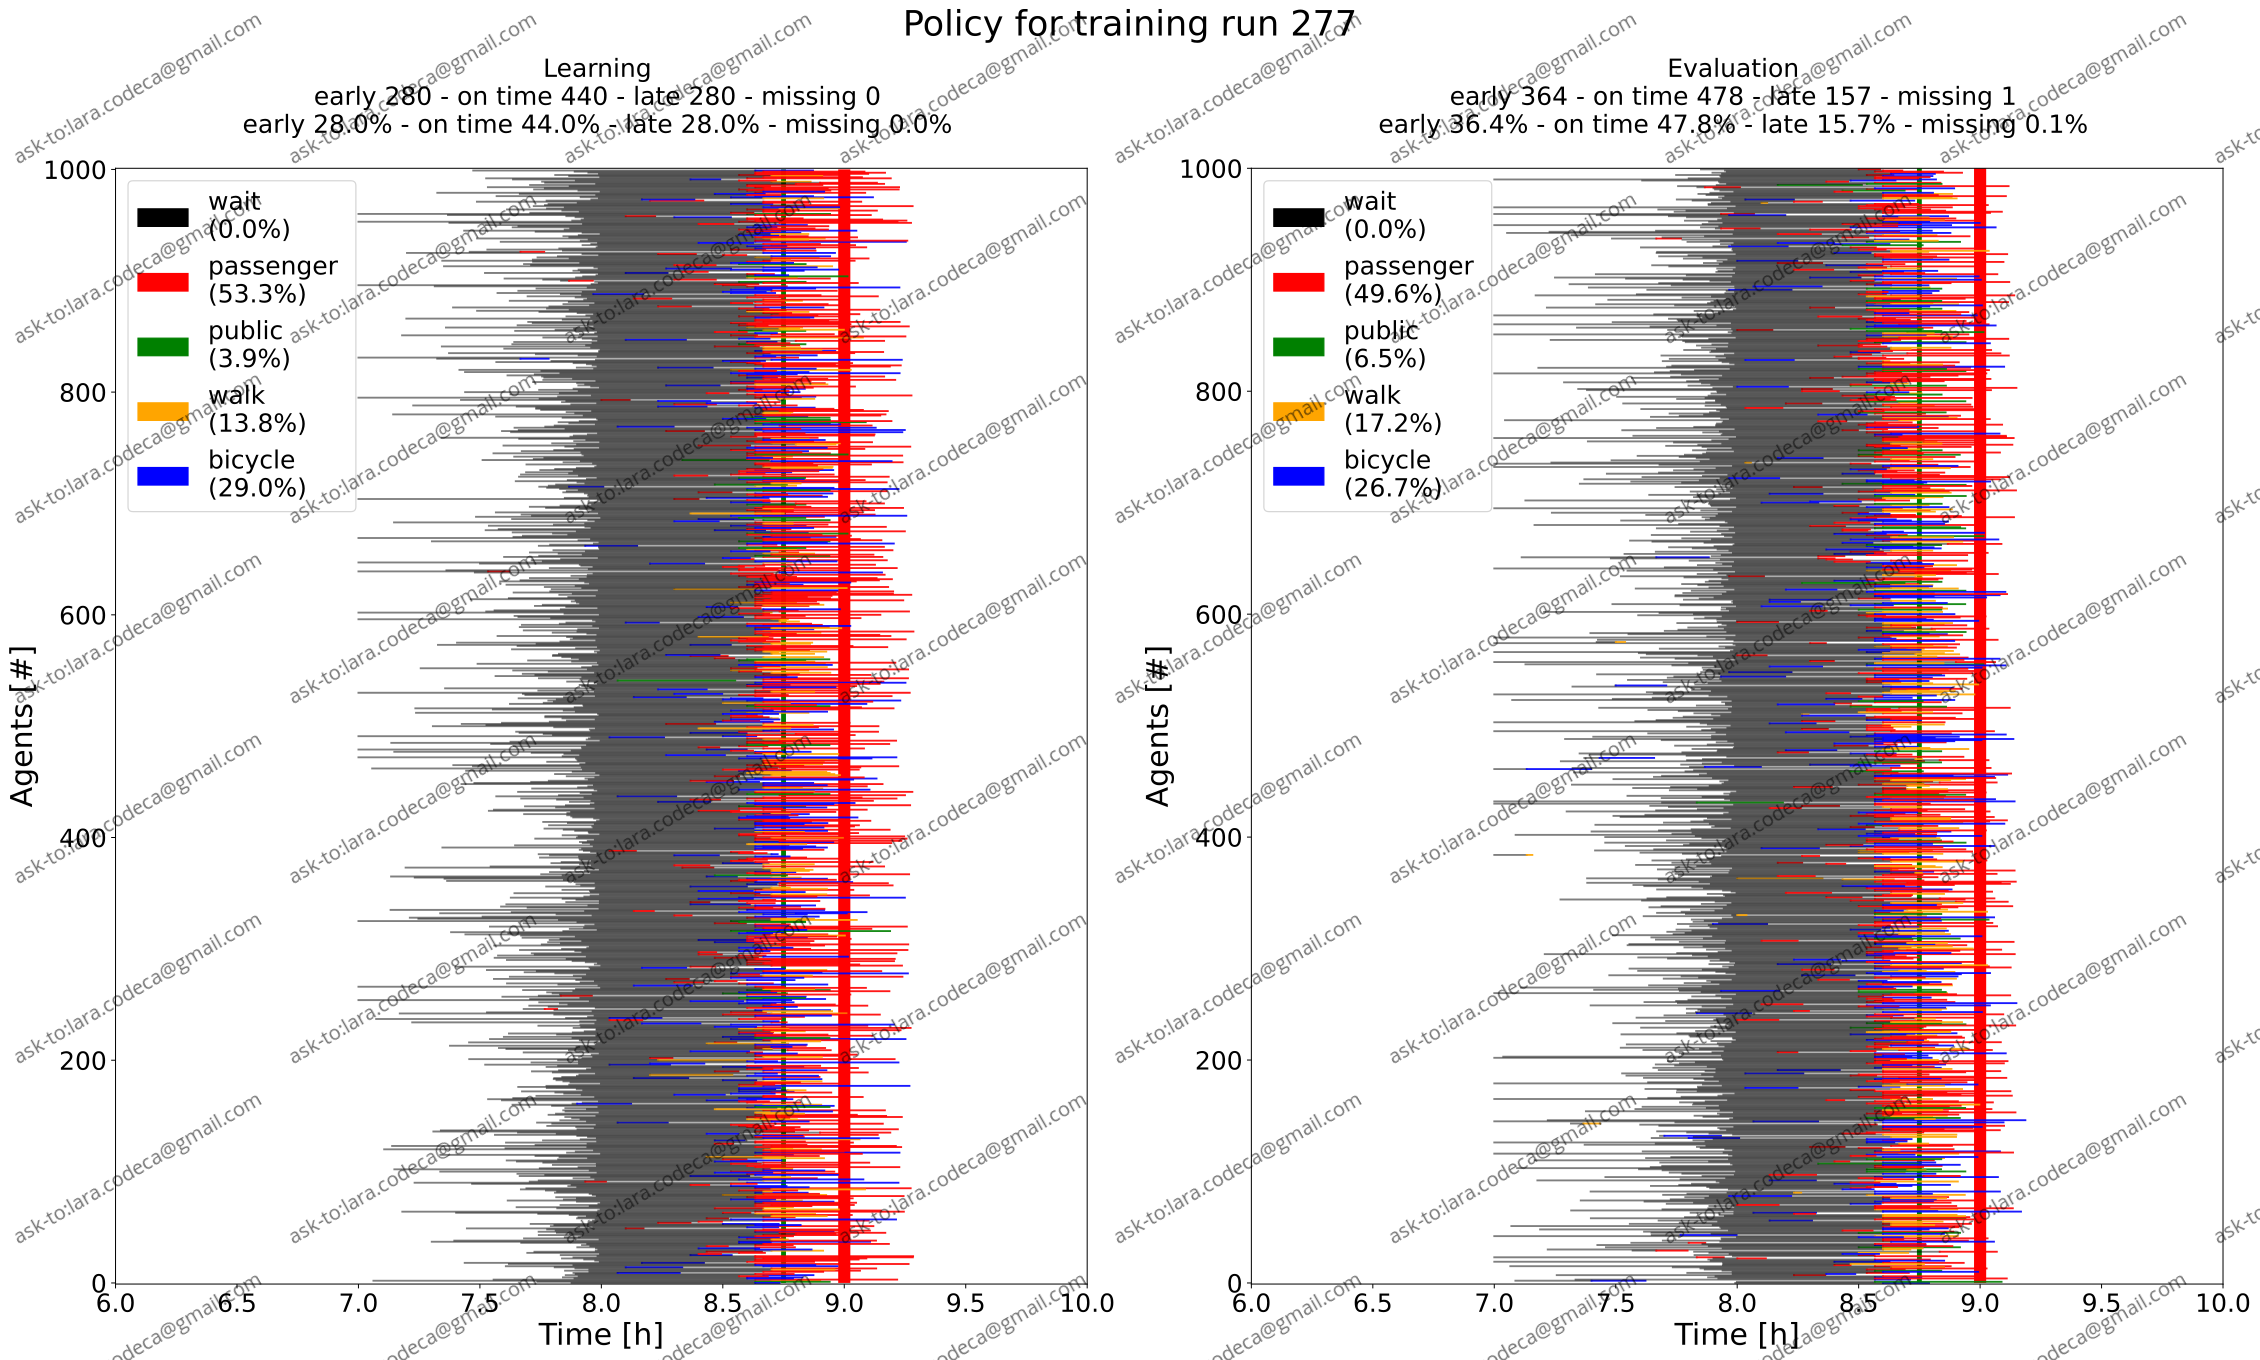 Policy for training run 277
Learning
early 280 - on time 440 - late 280 - missing 0
early 28.0% - on time 44.0% - late 28.0% - missing 0.0%
1000
800
600
400
200
0
Agents [#]
wait
(0.0%)
passenger
(53.3%)
public
(3.9%)
walk
(13.8%)
bicycle
(29.0%)
6.0 6.5 7.0 7.5 8.0 8.5 9.0 9.5 10.0
Time [h]
Evaluation
early 364 - on time 478 - late 157 - missing 1
early 36.4% - on time 47.8% - late 15.7% - missing 0.1%
1000
800
600
400
200
0
Agents [#]
wait
(0.0%)
passenger
(49.6%)
public
(6.5%)
walk
(17.2%)
bicycle
(26.7%)
6.0 6.5 7.0 7.5 8.0 8.5 9.0 9.5 10.0
Time [h]
ask-to:lara.codeca@gmail.com